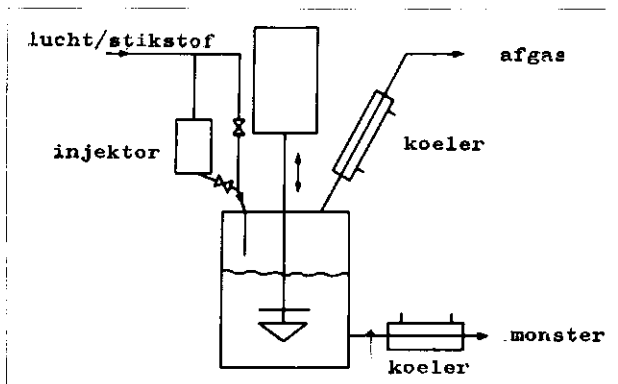 lucht/stikstof
afgas
injektor
koeler
monster
koeler